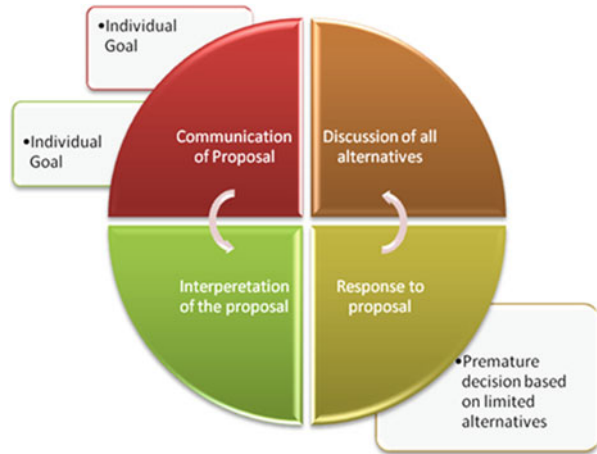 •Individual
Goal
•Individual
Goal
Communication
of Proposal
Discussion of all
alternatives
Interperetation
of the proposal
Response to
proposal
•Premature
decision based
on limited
alternatives